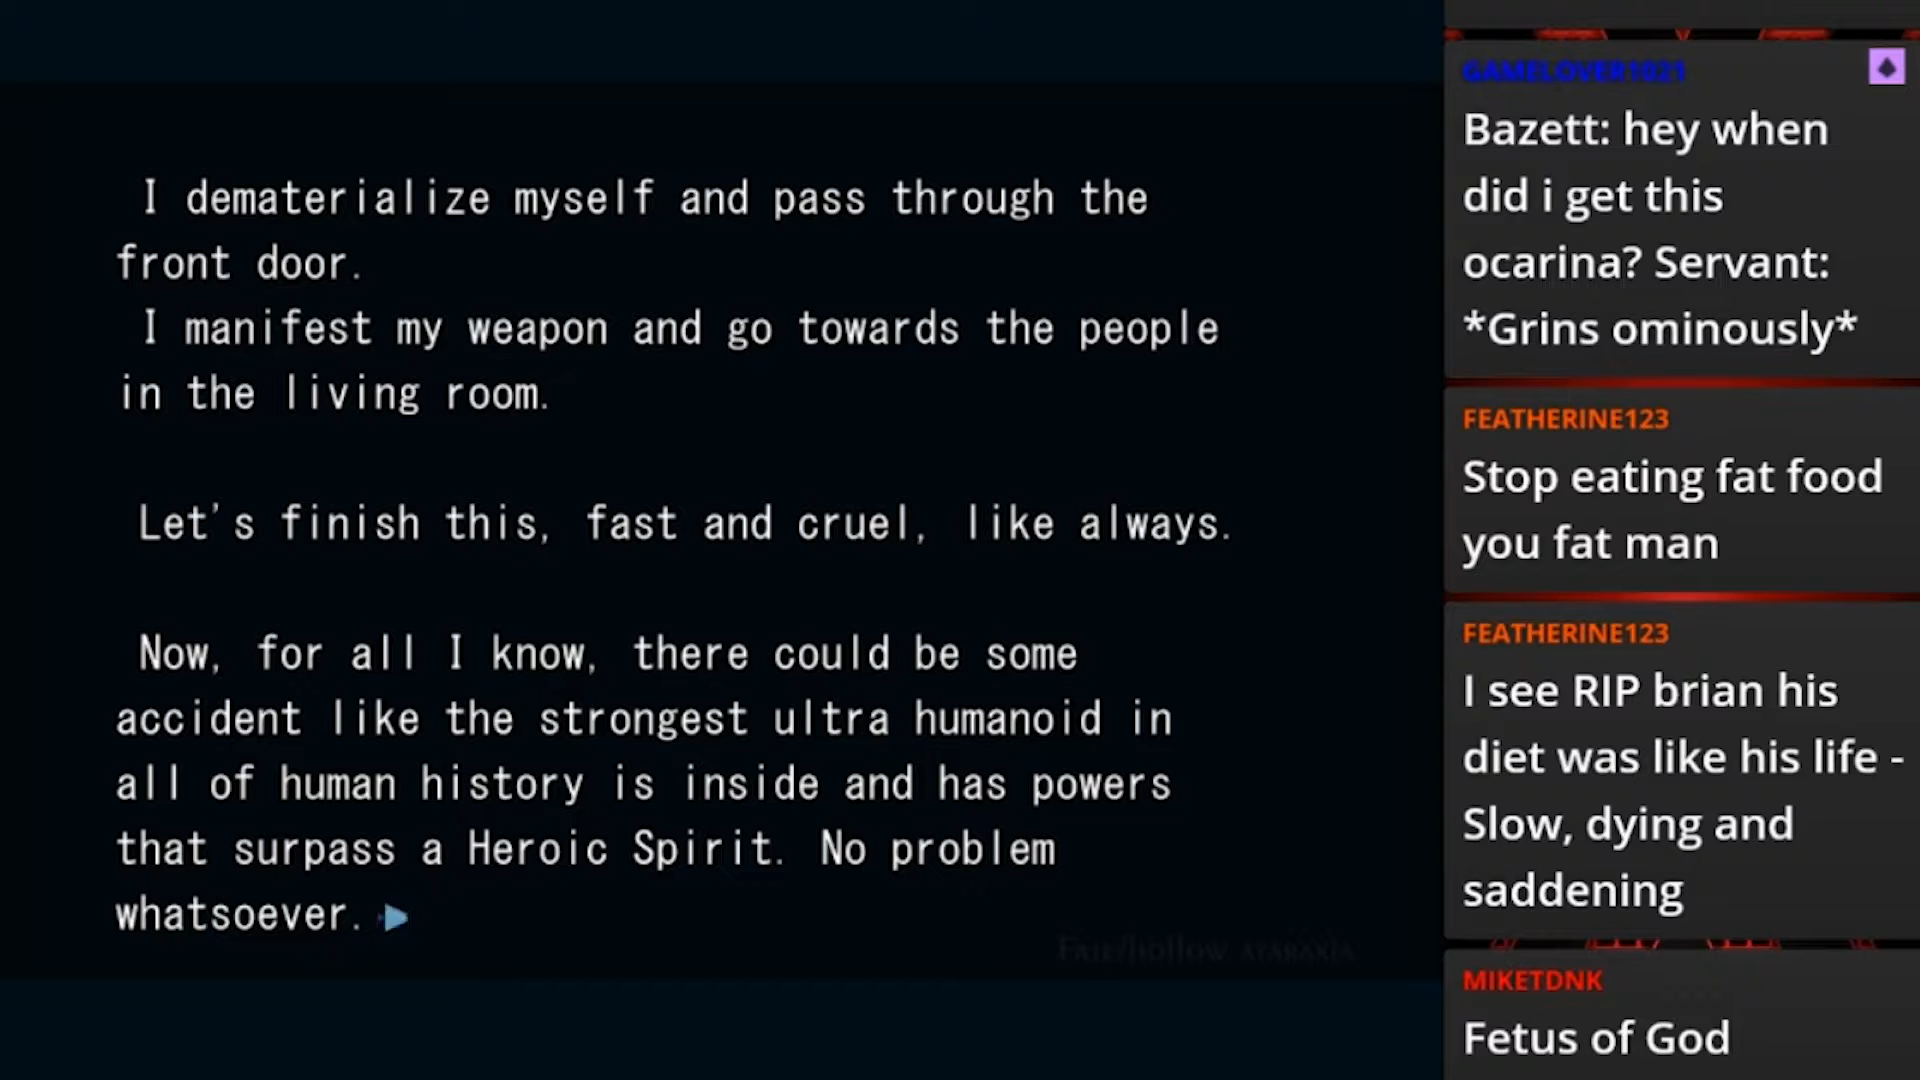 I dematerialize myself and pass through the
front door.
I manifest my weapon and go towards the people
in the living room.
Let's finish this, fast and cruel, like always.
Now, for all I know, there could be some
accident like the strongest ultra humanoid in
all of human history is inside and has powers
that surpass a Heroic Spirit. No problem
whatsoever.
Fate/hollow ATARAXIA
GAMELOVER1021
Bazett: hey when
did i get this
ocarina? Servant:
*Grins ominously*
FEATHERINE123
Stop eating fat food
you fat man
FEATHERINE123
I see RIP brian his
diet was like his life -
Slow, dying and
saddening
MIKETDNK
Fetus of God